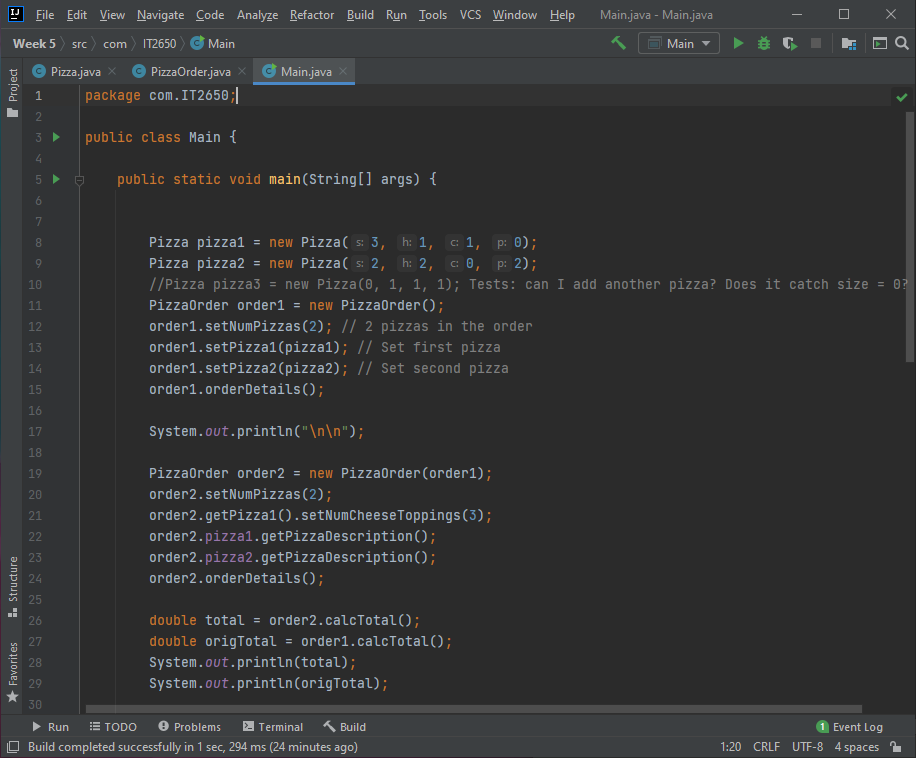 IJ File Edit View Navigate Code Analyze Refactor Build Run Tools VCS Window Help Main.java - Main.java
Week 5 src com IT2650 Main Main
Pizza.java PizzaOrder.java Main.java
Project
1 package com.IT2650;
2
3 public class Main {
4
5 public static void main(String[] args) {
6
7
8 Pizza pizza1 = new Pizza( s: 3, h: 1, c: 1, p: 0);
9 Pizza pizza2 = new Pizza( s: 2, h: 2, c: 0, p: 2);
10 //Pizza pizza3 = new Pizza(0, 1, 1, 1); Tests: can I add another pizza? Does it catch size = 0?
11 PizzaOrder order1 = new PizzaOrder();
12 order1.setNumPizzas(2); // 2 pizzas in the order
13 order1.setPizza1(pizza1); // Set first pizza
14 order1.setPizza2(pizza2); // Set second pizza
15 order1.orderDetails();
16
17 System.out.println("\n\n");
18
19 PizzaOrder order2 = new PizzaOrder(order1);
20 order2.setNumPizzas(2);
21 order2.getPizza1().setNumCheeseToppings(3);
22 order2.pizza1.getPizzaDescription();
23 order2.pizza2.getPizzaDescription();
24 order2.orderDetails();
25
26 double total = order2.calcTotal();
27 double origTotal = order1.calcTotal();
28 System.out.println(total);
29 System.out.println(origTotal);
30
Structure
Favorites
Run TODO Problems Terminal Build 1 Event Log
Build completed successfully in 1 sec, 294 ms (24 minutes ago) 1:20 CRLF UTF-8 4 spaces